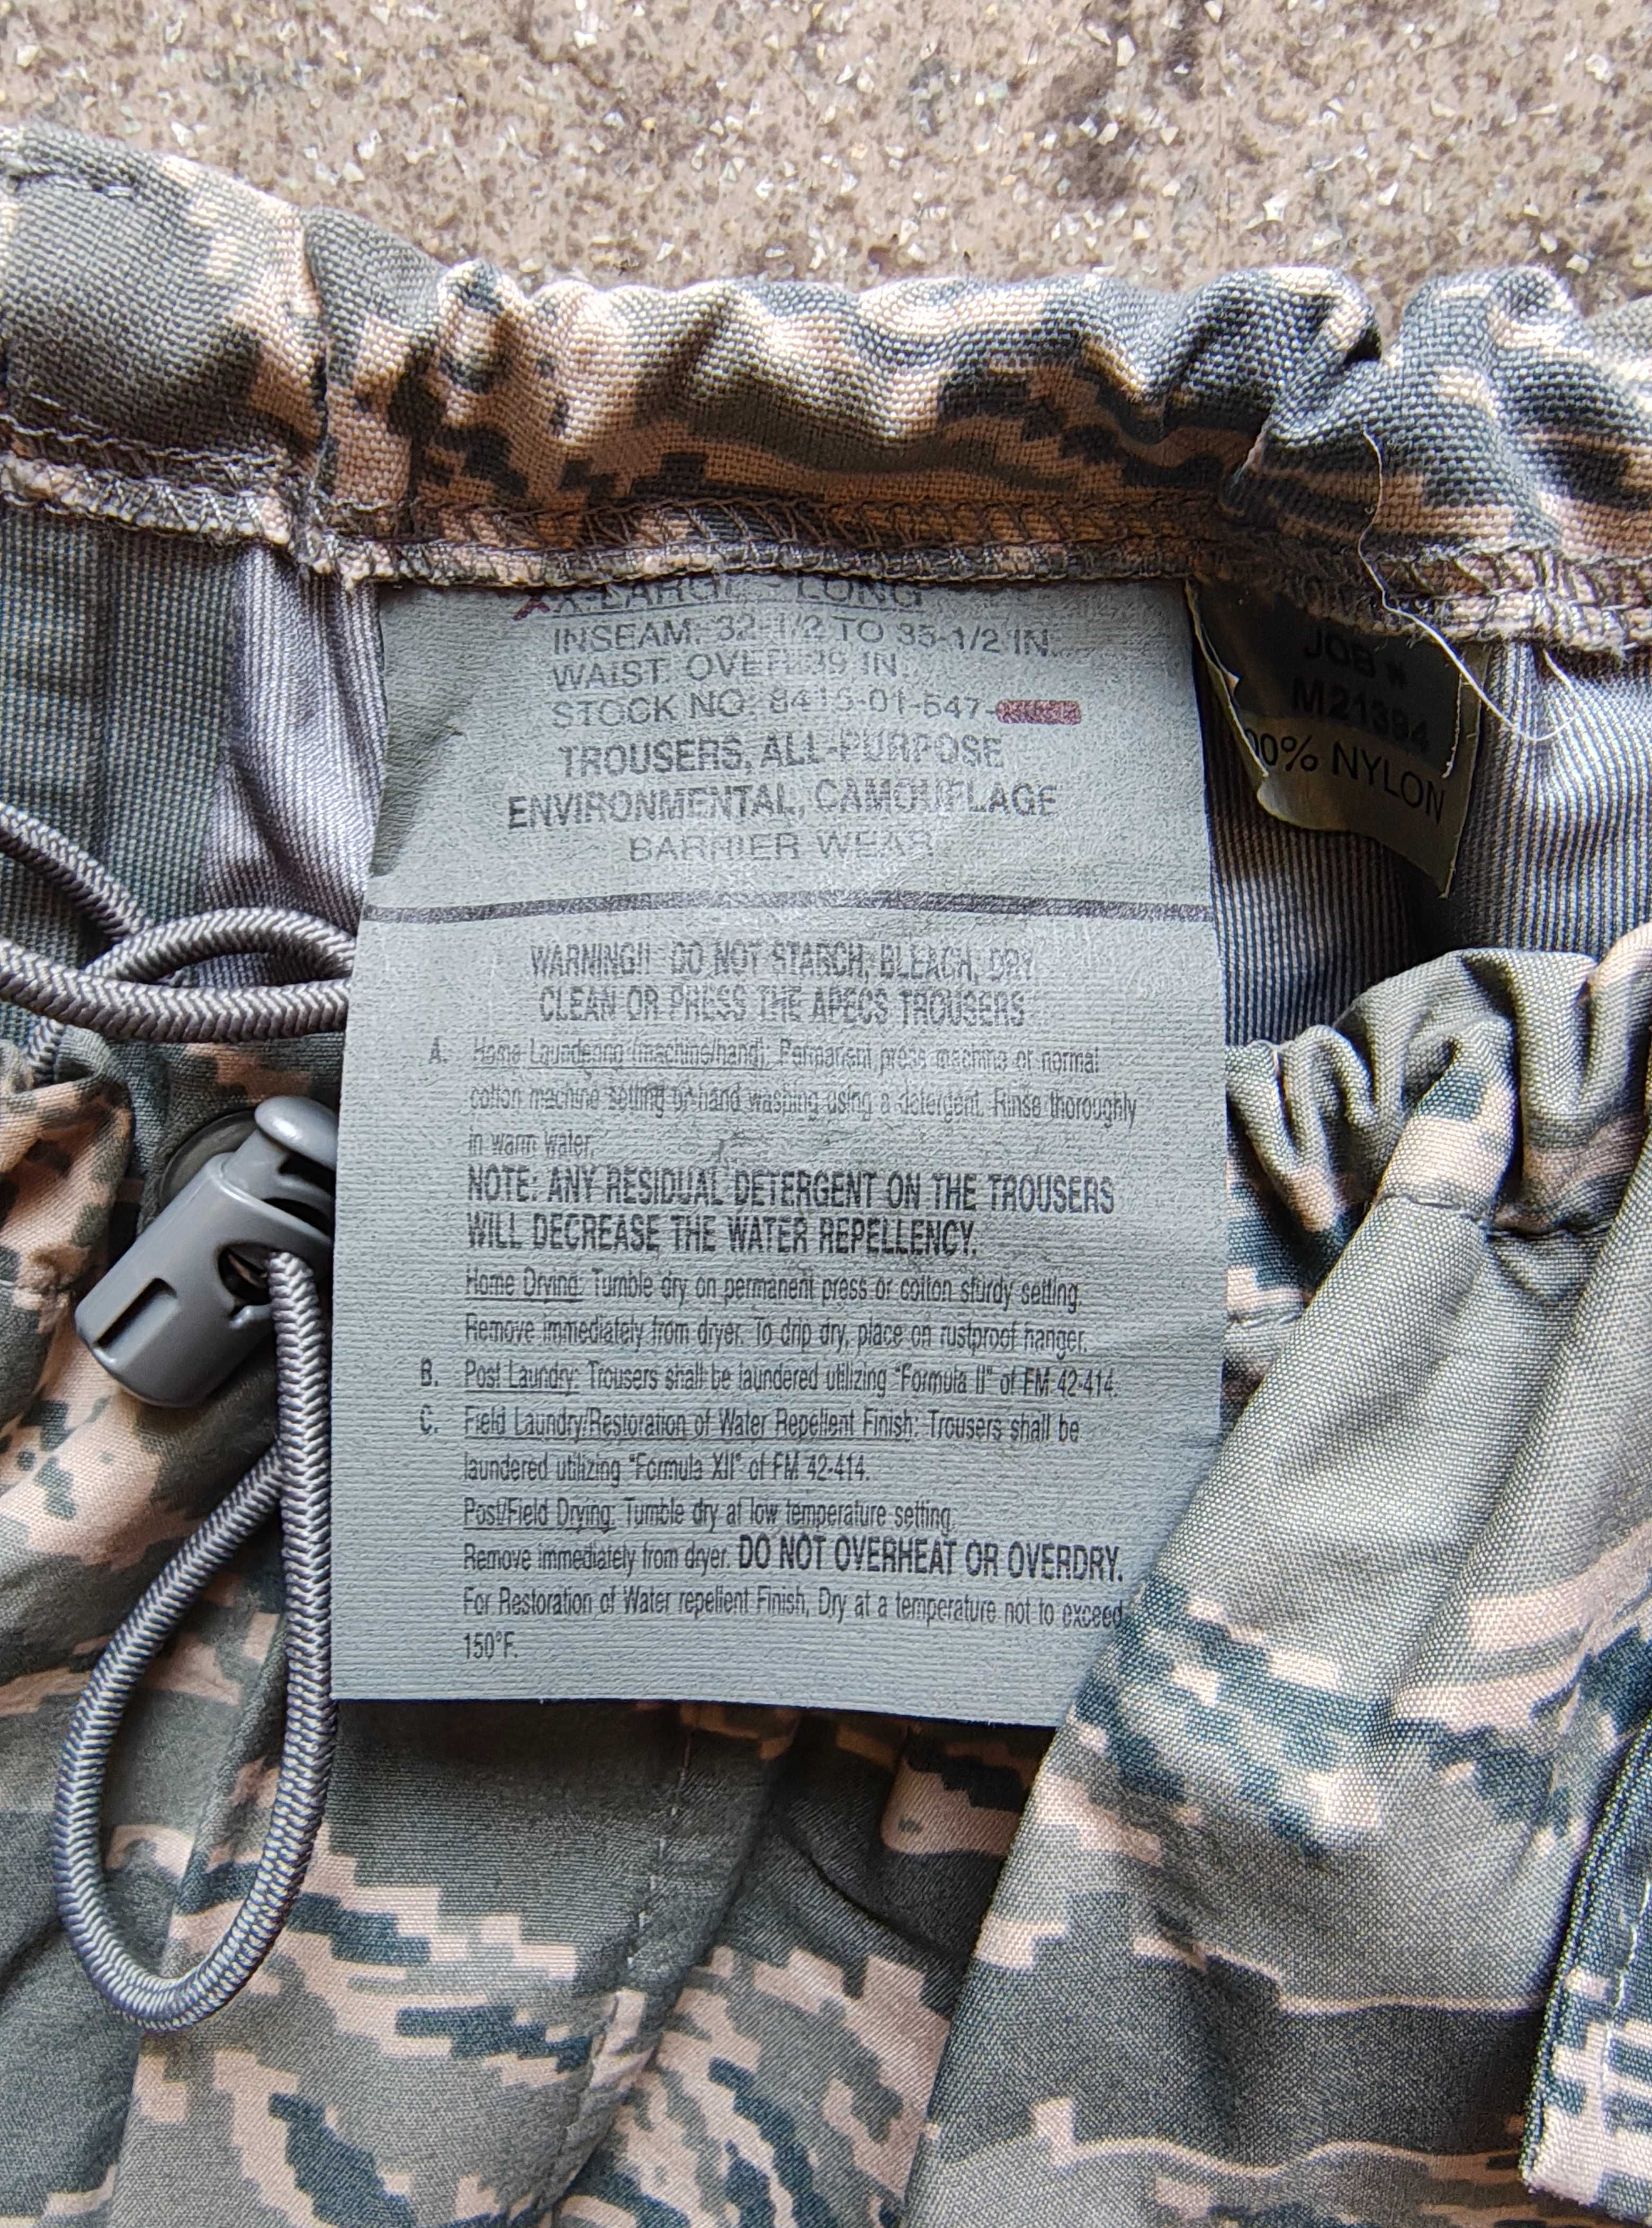 X-LARGE - LONG
INSEAM: 32-1/2 TO 35-1/2 IN.
WAIST: OVER 39 IN.
STOCK NO: 8415-01-547-
TROUSERS, ALL-PURPOSE
ENVIRONMENTAL, CAMOUFLAGE
BARRIER WEAR
WARNING!! DO NOT STARCH, BLEACH, DRY
CLEAN OR PRESS THE APECS TROUSERS
A. Home Laundering (machine/hand): Permanent press machine or normal
cotton machine setting or hand washing using a detergent. Rinse thoroughly
in warm water.
NOTE: ANY RESIDUAL DETERGENT ON THE TROUSERS
WILL DECREASE THE WATER REPELLENCY.
Home Drying: Tumble dry on permanent press or cotton sturdy setting.
Remove immediately from dryer. To drip dry, place on rustproof hanger.
B. Post Laundry: Trousers shall be laundered utilizing "Formula II" of FM 42-414.
C. Field Laundry/Restoration of Water Repellent Finish: Trousers shall be
laundered utilizing "Formula XII" of FM 42-414.
Post/Field Drying: Tumble dry at low temperature setting.
Remove immediately from dryer. DO NOT OVERHEAT OR OVERDRY.
For Restoration of Water repellent Finish, Dry at a temperature not to exceed
150°F.
JOB #
M21394
00% NYLON